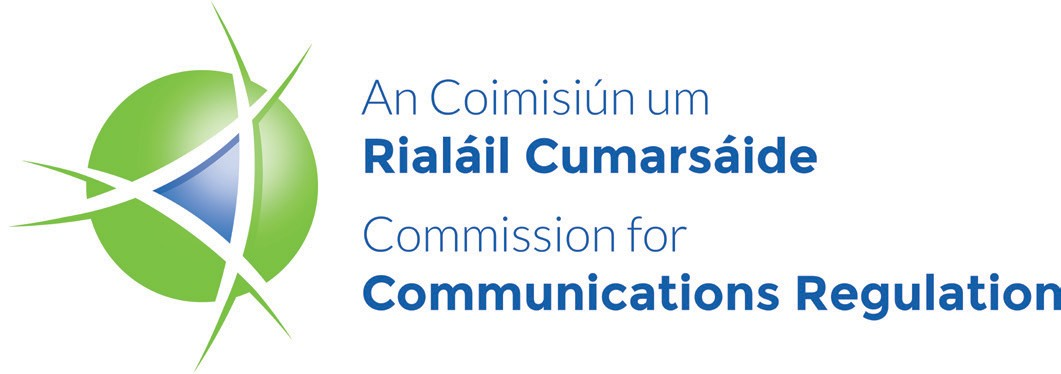 An Coimisiún um
Rialáil Cumarsáide
Commission for
Communications Regulation